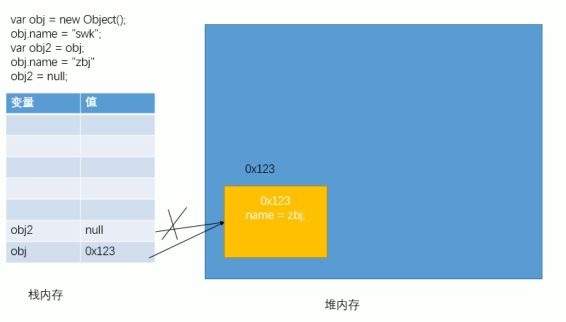 var obj = new Object();
obj.name = "swk";
var obj2 = obj;
obj.name = "zbj"
obj2 = null;
变量 值
obj2 null
obj 0x123
栈内存
0x123
0x123
name = zbj;
堆内存